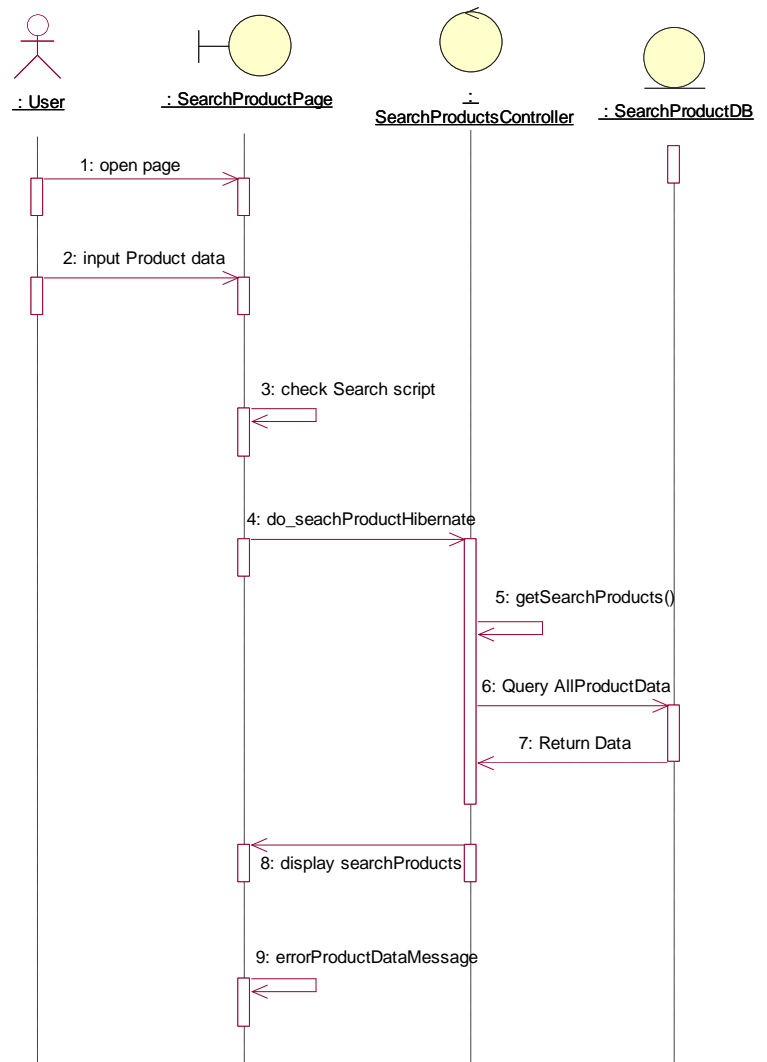 : User
: SearchProductPage
:
SearchProductsController
: SearchProductDB
1: open page
2: input Product data
3: check Search script
4: do_seachProductHibernate
5: getSearchProducts()
6: Query AllProductData
7: Return Data
8: display searchProducts
9: errorProductDataMessage